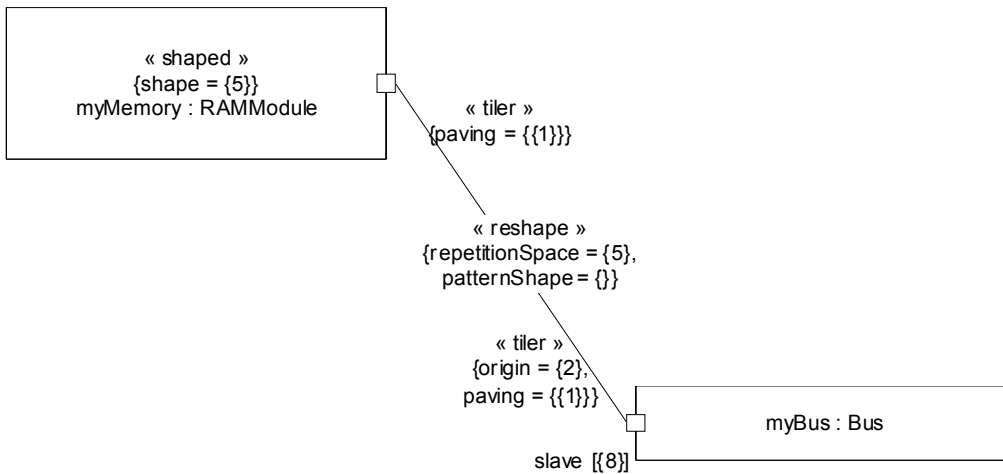 « shaped »
{shape = {5}}
myMemory : RAMModule
« tiler »
{paving = {{1}}}
« reshape »
{repetitionSpace = {5},
patternShape = {}}
« tiler »
{origin = {2},
paving = {{1}}}
myBus : Bus
slave [{8}]